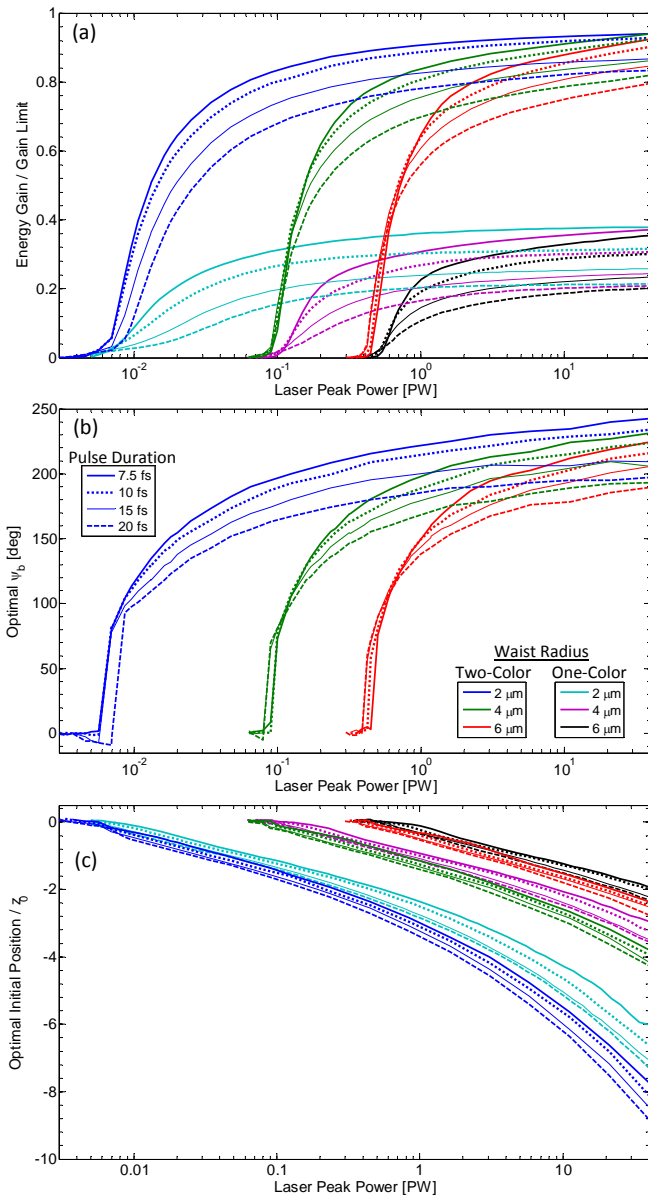 (a)
Energy Gain / Gain Limit
1
0.8
0.6
0.4
0.2
0
10⁻² 10⁻¹ 10⁰ 10¹
Laser Peak Power [PW]
(b)
Optimal ψb [deg]
250
200
150
100
50
0
Pulse Duration
7.5 fs
10 fs
15 fs
20 fs
Waist Radius
Two-Color One-Color
2 μm 2 μm
4 μm 4 μm
6 μm 6 μm
10⁻² 10⁻¹ 10⁰ 10¹
Laser Peak Power [PW]
(c)
Optimal Initial Position / z0
0
-2
-4
-6
-8
-10
0.01 0.1 1 10
Laser Peak Power [PW]